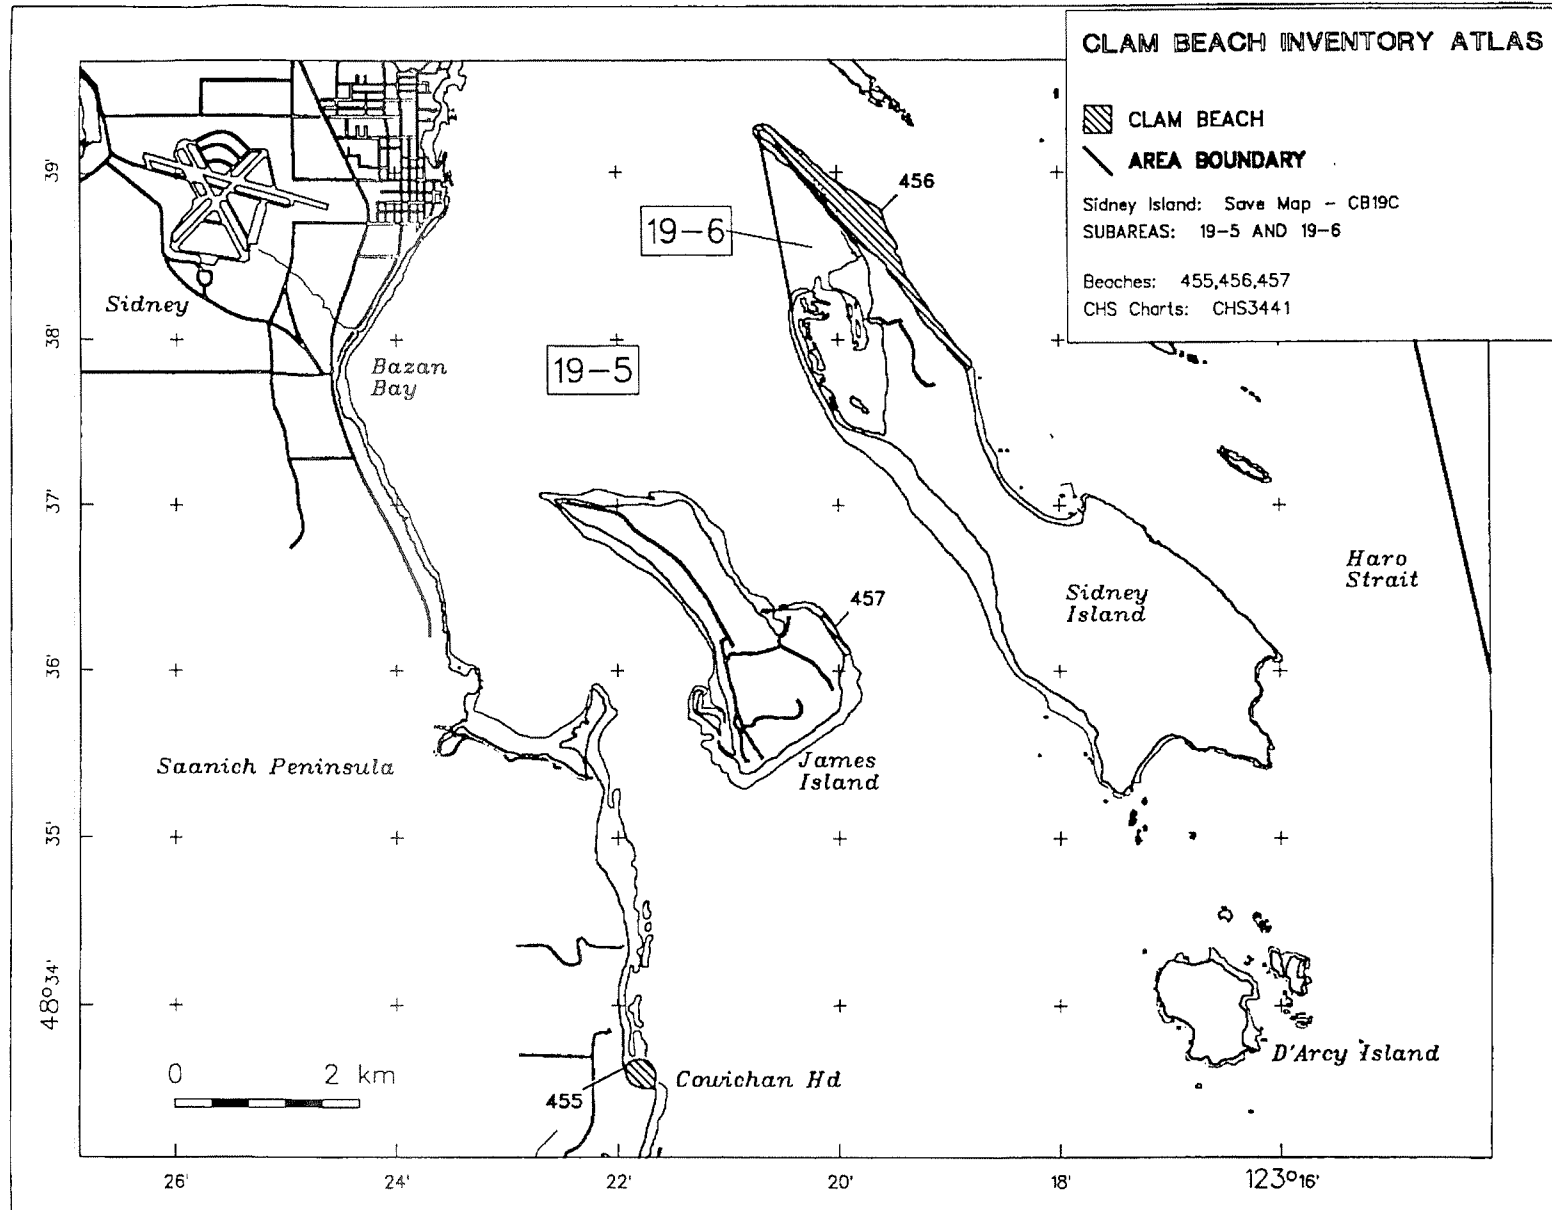 CLAM BEACH INVENTORY ATLAS
CLAM BEACH
AREA BOUNDARY
Sidney Island: Save Map - CB19C
SUBAREAS: 19-5 AND 19-6
Beaches: 455,456,457
CHS Charts: CHS3441
456
19-6
Sidney
Bazan
Bay
19-5
Haro
Strait
Sidney
Island
457
Saanich Peninsula
James
Island
Cowichan Hd
455
D'Arcy Island
0 2 km
39'
38'
37'
36'
35'
48°34'
26' 24' 22' 20' 18' 123°16'